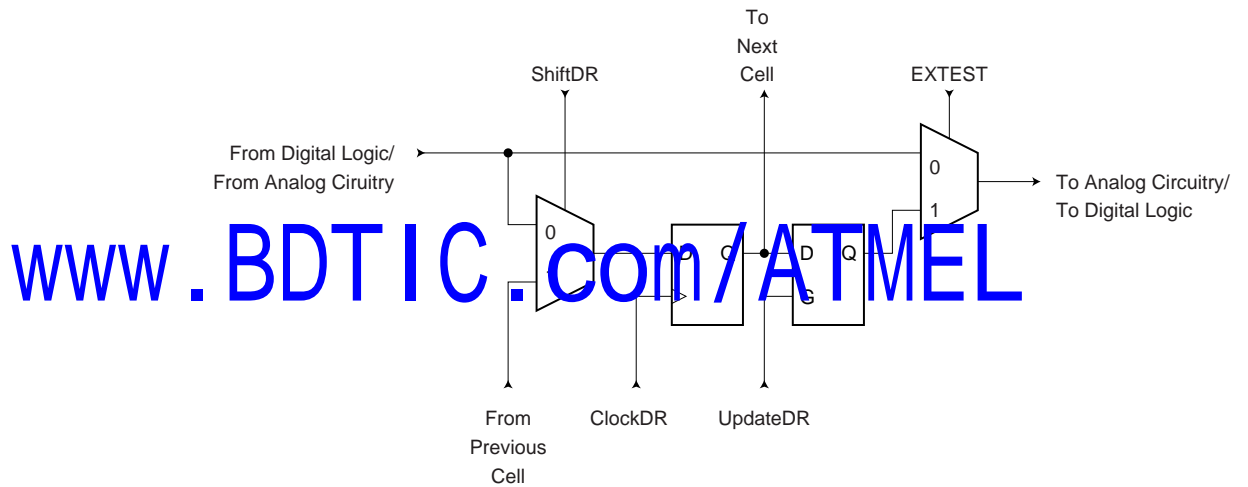 To
Next
Cell
ShiftDR
EXTEST
From Digital Logic/
From Analog Ciruitry
0
To Analog Circuitry/
To Digital Logic
1
0
D Q
D Q
www.BDTIC.com/ATMEL
G
From
Previous
Cell
ClockDR
UpdateDR